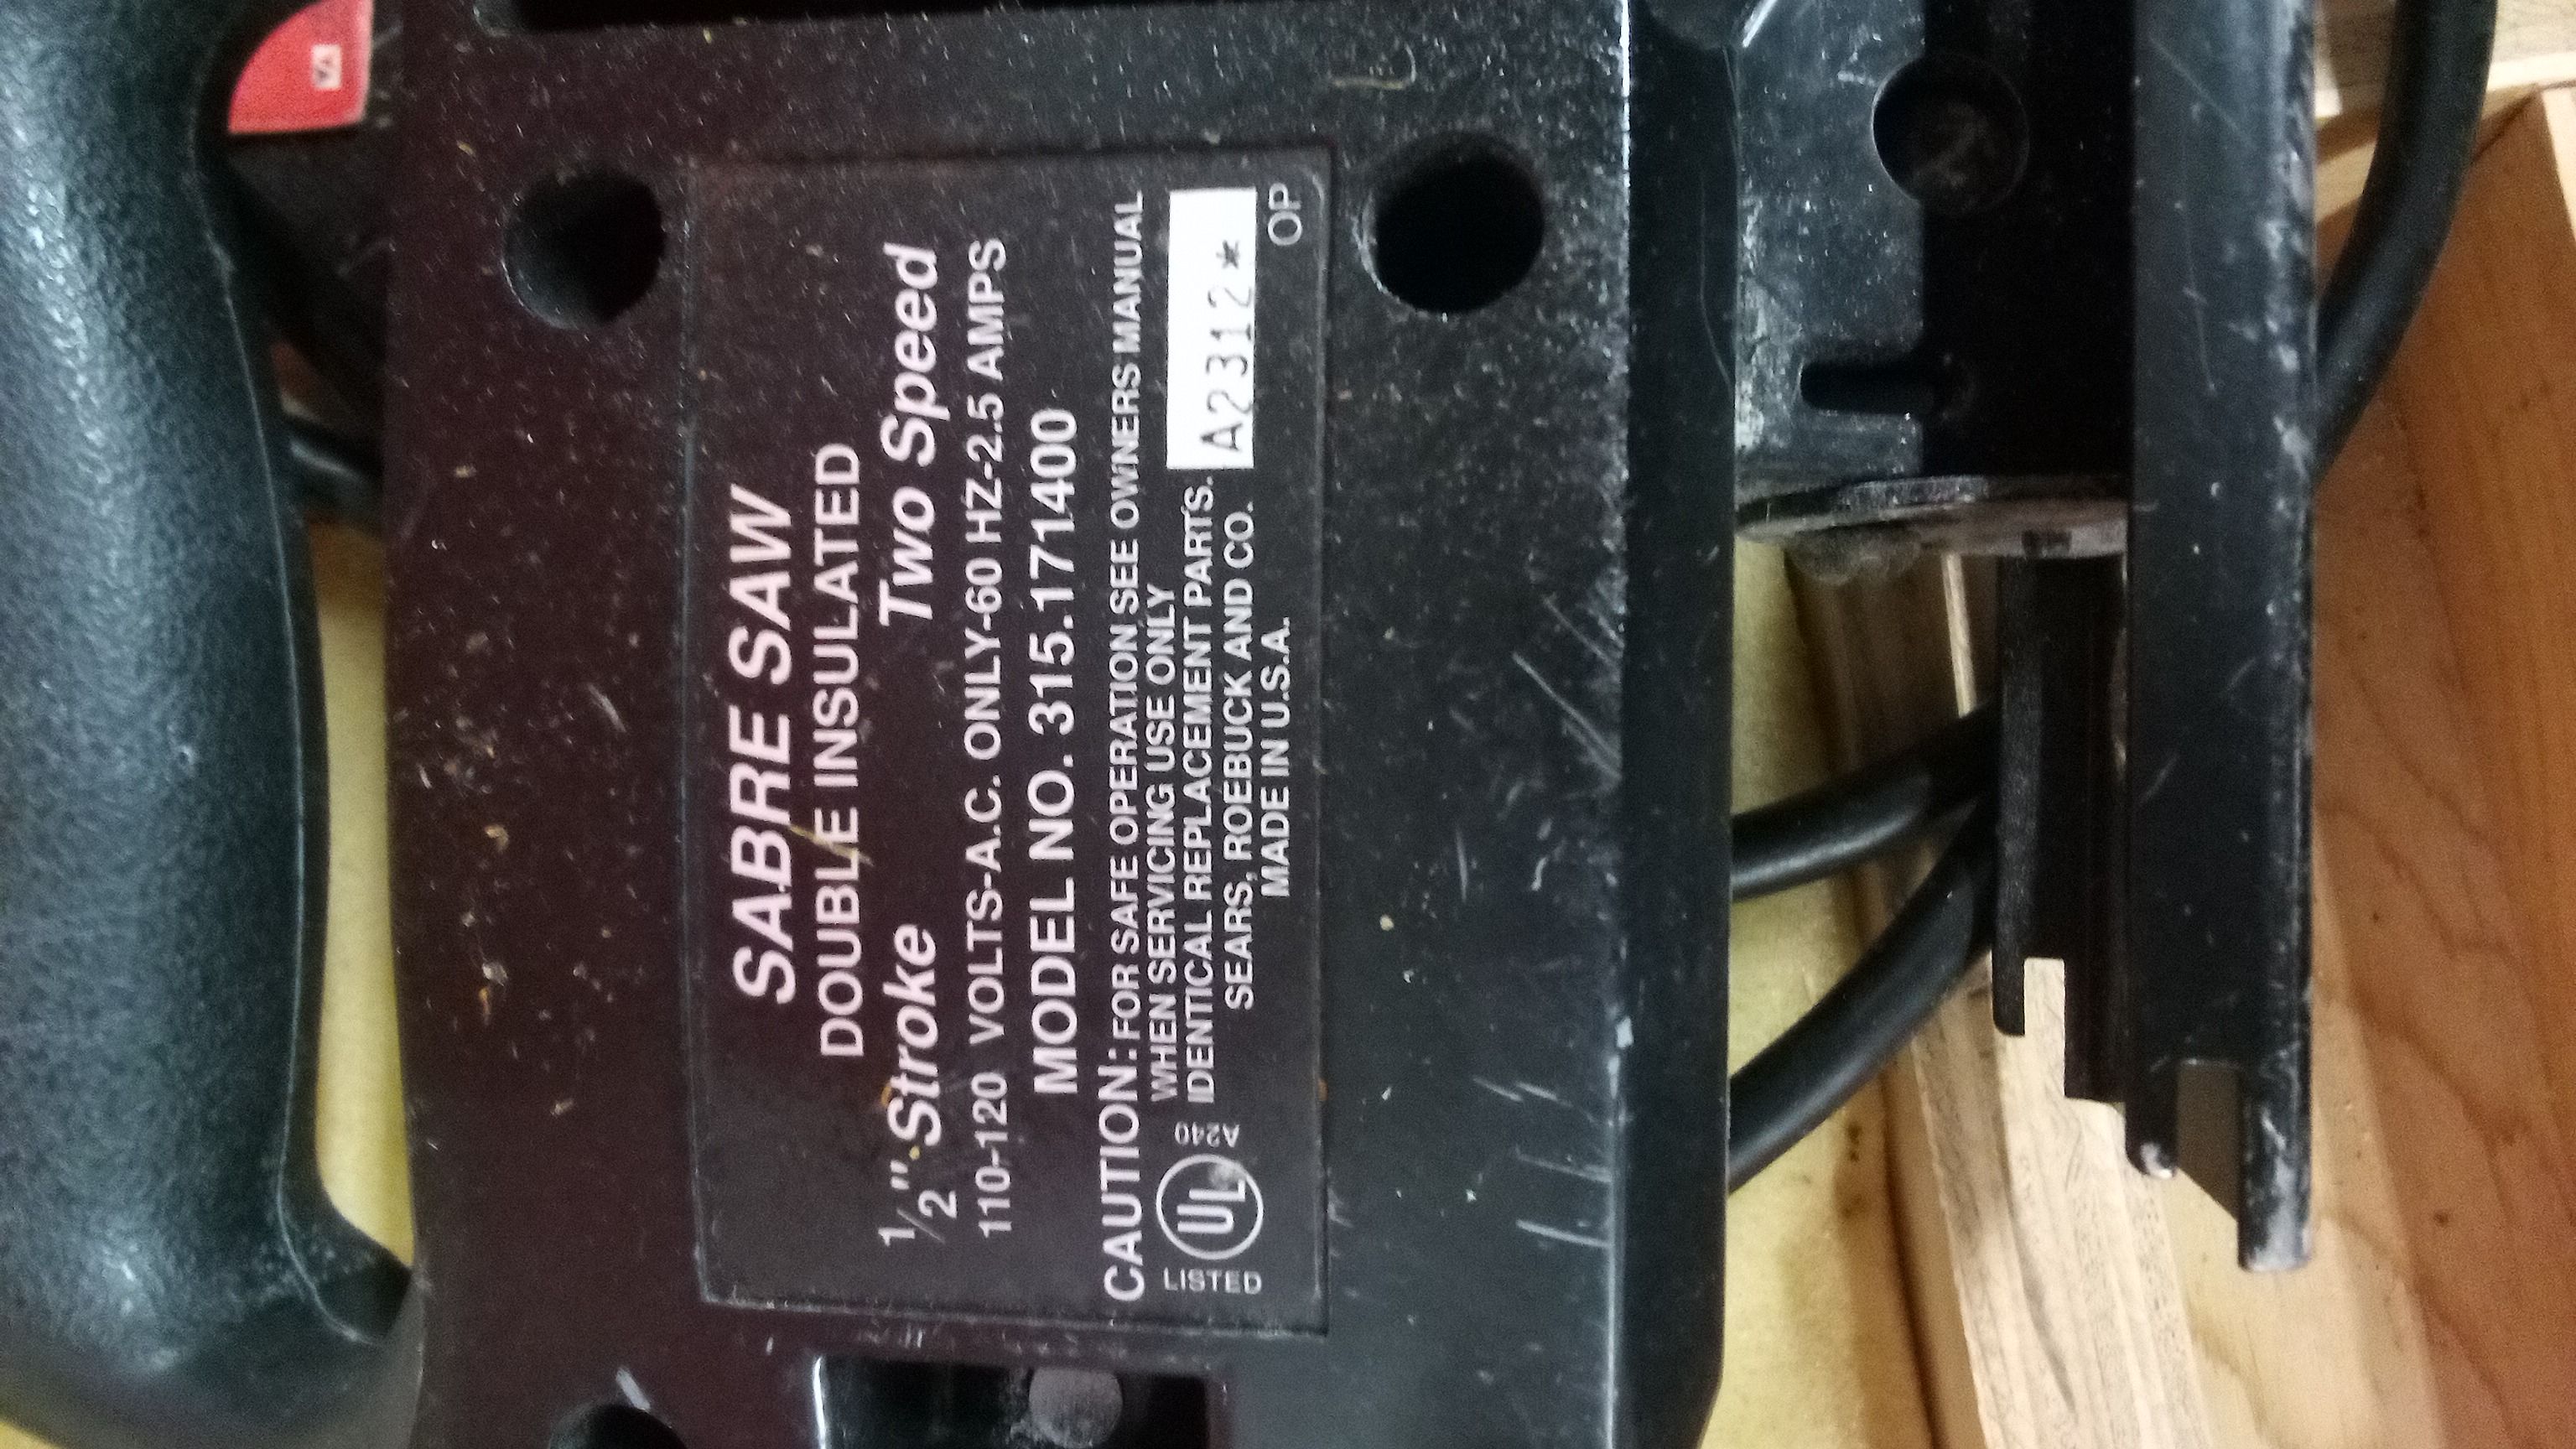 SABRE SAW
DOUBLE INSULATED
1/2" Stroke Two Speed
110-120 VOLTS-A.C. ONLY-60 HZ-2.5 AMPS
MODEL NO. 315.171400
CAUTION: FOR SAFE OPERATION SEE OWNERS MANUAL
WHEN SERVICING USE ONLY
IDENTICAL REPLACEMENT PARTS.
SEARS, ROEBUCK AND CO.
MADE IN U.S.A.
A2312*
OP
A240
UL
LISTED